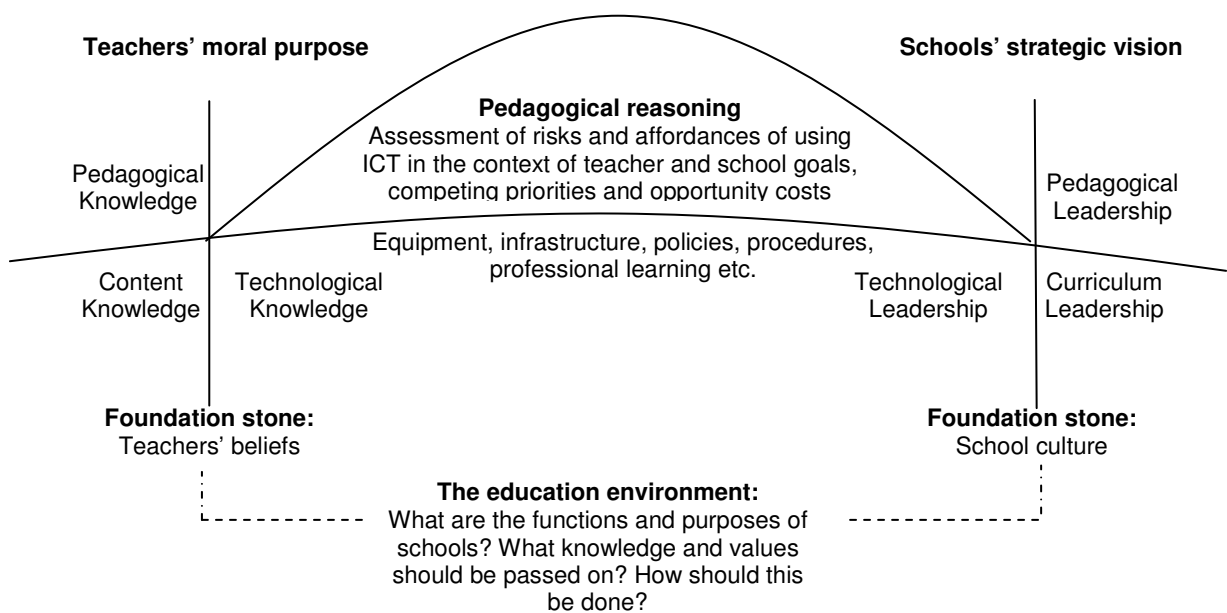 Teachers’ moral purpose
Schools’ strategic vision
Pedagogical reasoning
Assessment of risks and affordances of using
ICT in the context of teacher and school goals,
competing priorities and opportunity costs
Pedagogical
Knowledge
Pedagogical
Leadership
Equipment, infrastructure, policies, procedures,
professional learning etc.
Content
Knowledge
Technological
Knowledge
Technological
Leadership
Curriculum
Leadership
Foundation stone:
Teachers’ beliefs
Foundation stone:
School culture
The education environment:
What are the functions and purposes of
schools? What knowledge and values
should be passed on? How should this
be done?